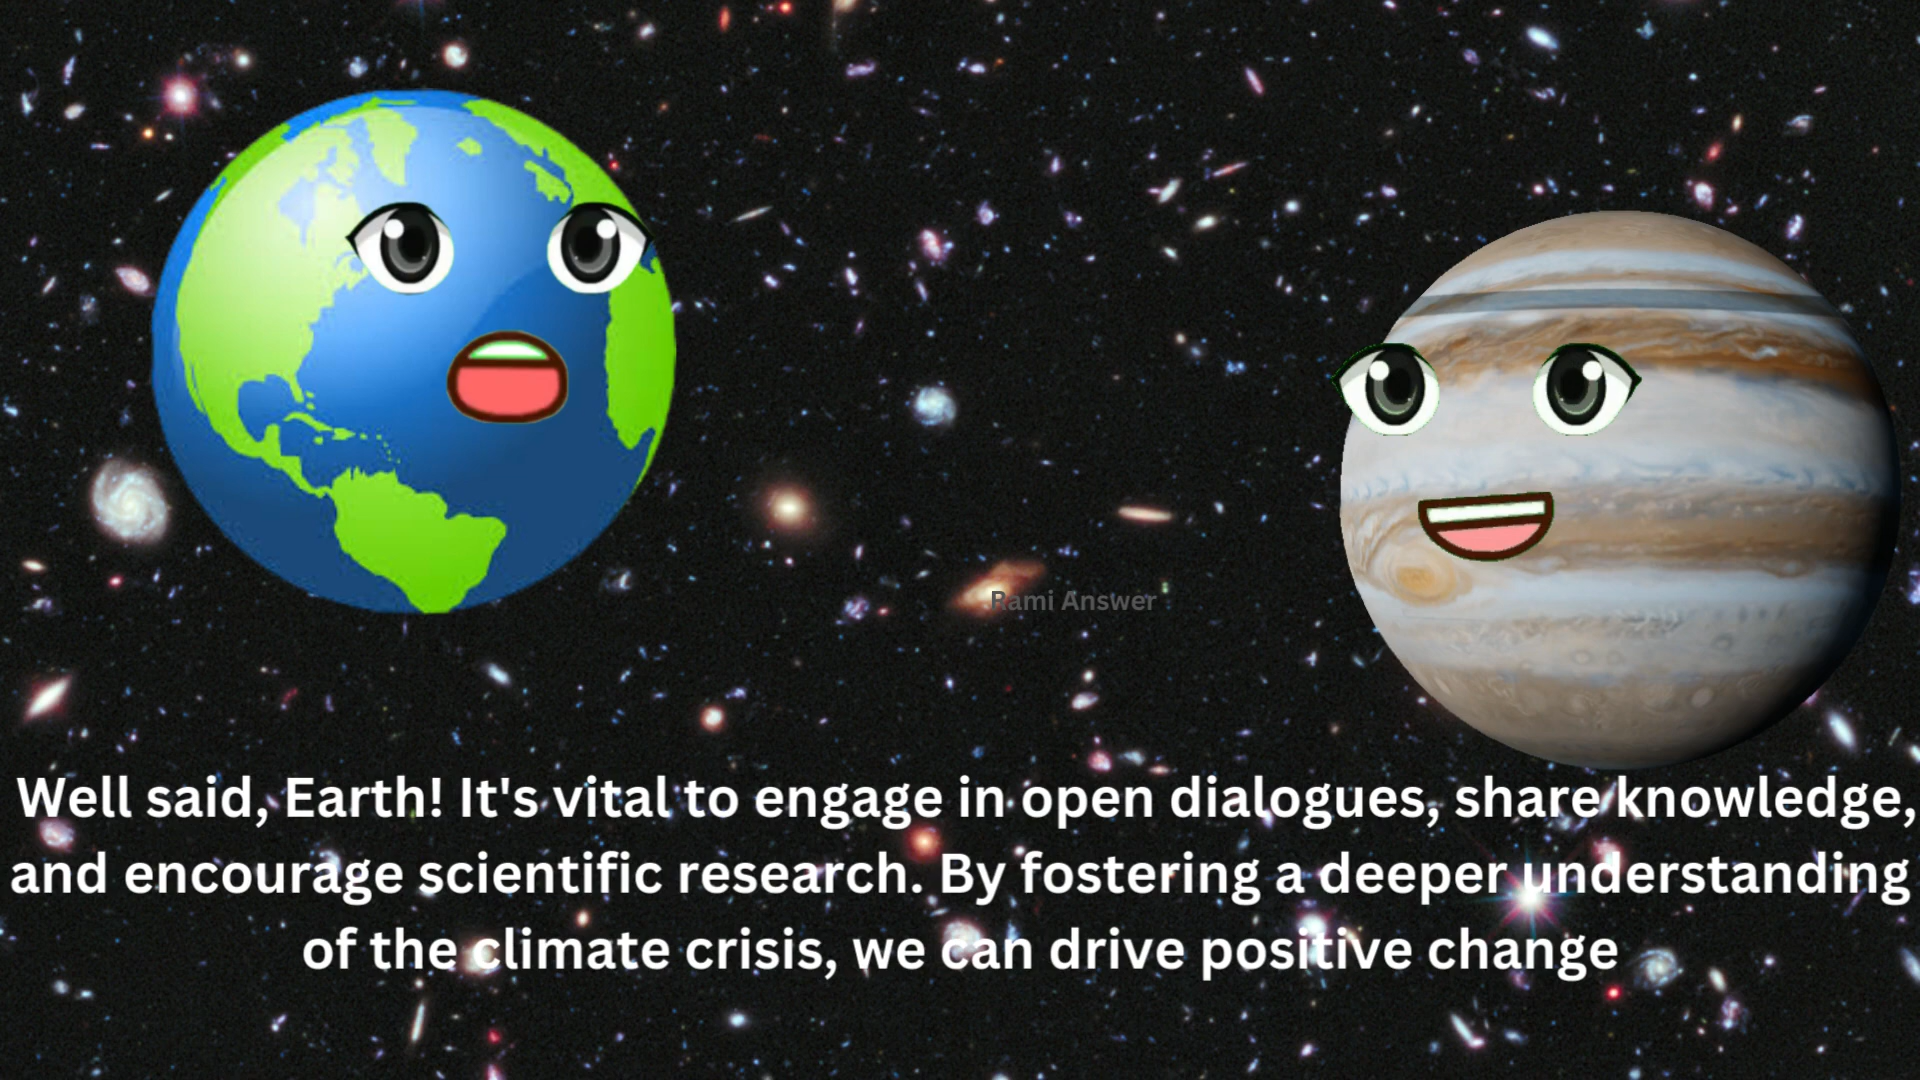 Rami Answer
Well said, Earth! It's vital to engage in open dialogues, share knowledge,
and encourage scientific research. By fostering a deeper understanding
of the climate crisis, we can drive positive change